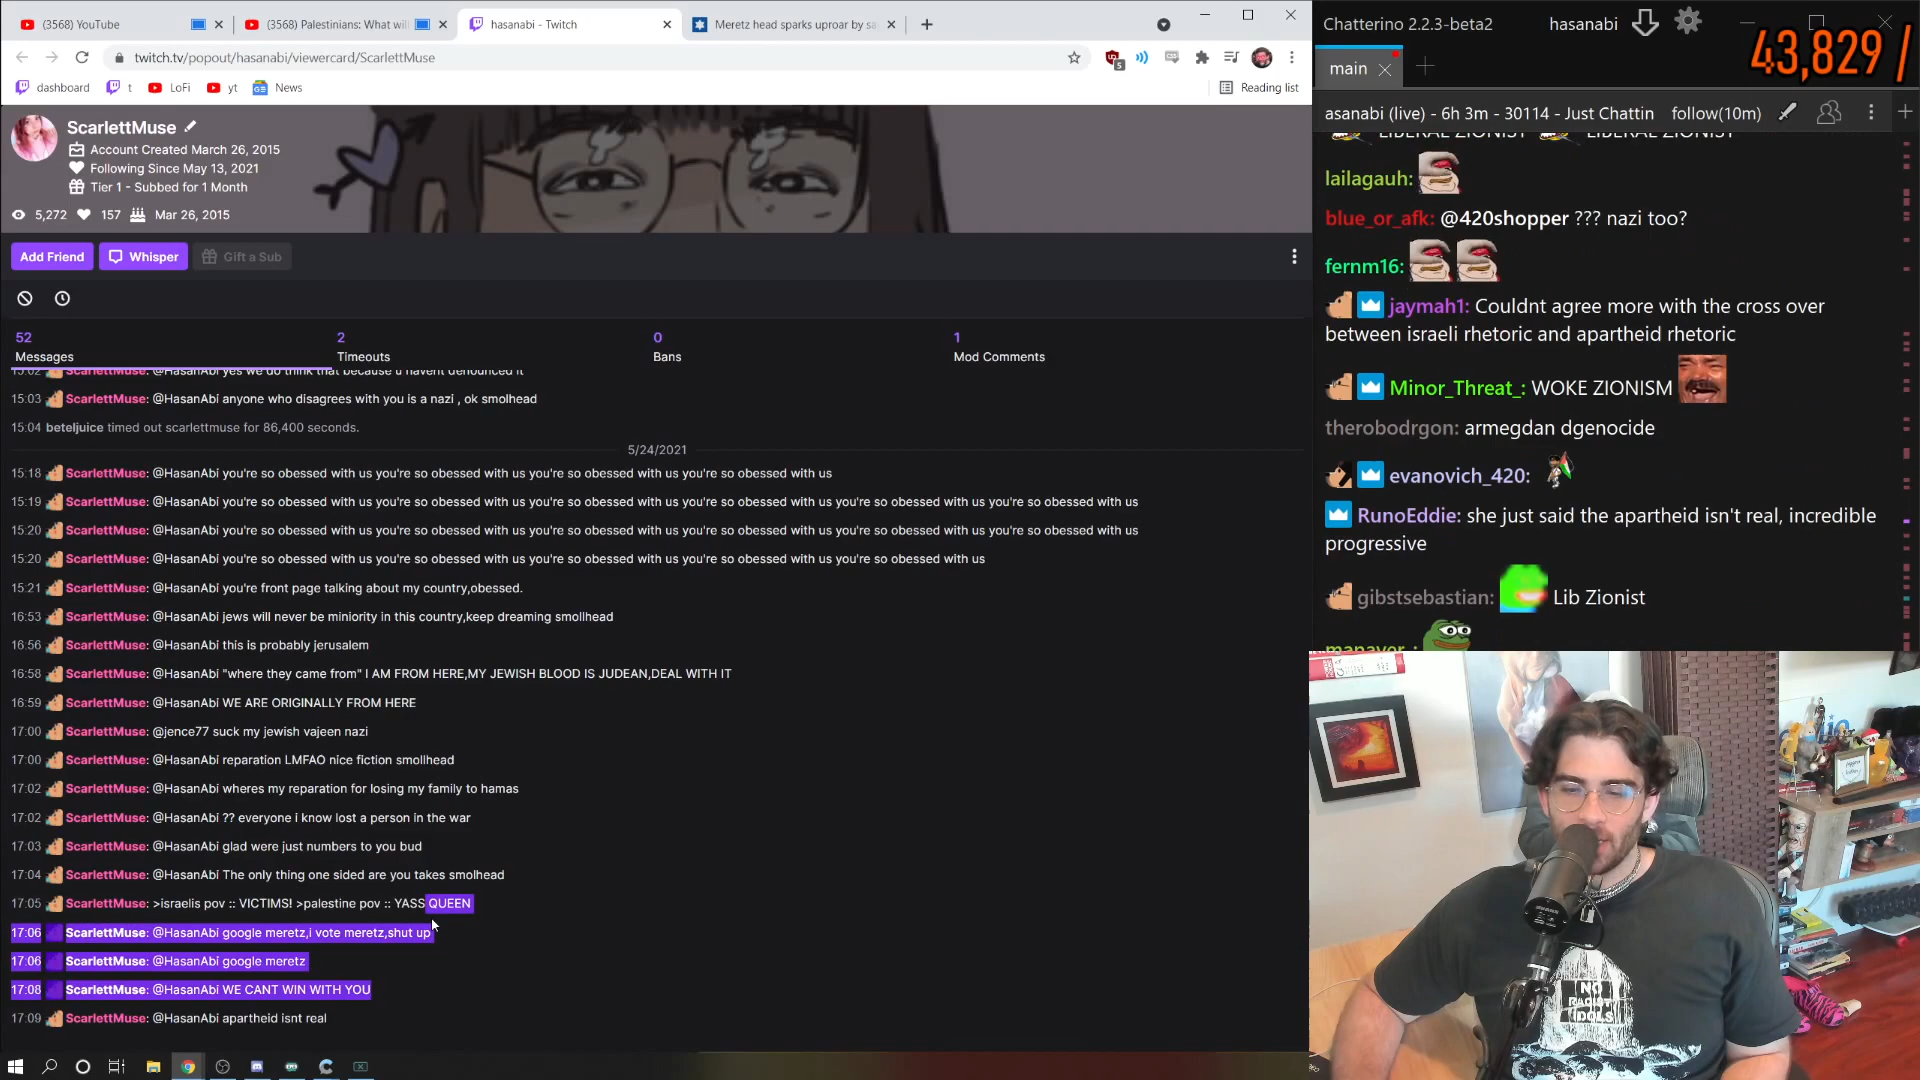 (3568) YouTube
(3568) Palestinians: What wil
hasanabi - Twitch
Meretz head sparks uproar by sa
twitch.tv/popout/hasanabi/viewercard/ScarlettMuse
5
dashboard
t
LoFi
yt
News
Reading list
ScarlettMuse
Account Created March 26, 2015
Following Since May 13, 2021
Tier 1 - Subbed for 1 Month
5,272
157
Mar 26, 2015
Add Friend
Whisper
Gift a Sub
52
Messages
2
Timeouts
0
Bans
1
Mod Comments
15:02 ScarlettMuse: @HasanAbi yes we do think that because u havent denounced it
15:03 ScarlettMuse: @HasanAbi anyone who disagrees with you is a nazi , ok smolhead
15:04 beteljuice timed out scarlettmuse for 86,400 seconds.
5/24/2021
15:18 ScarlettMuse: @HasanAbi you're so obessed with us you're so obessed with us you're so obessed with us you're so obessed with us
15:19 ScarlettMuse: @HasanAbi you're so obessed with us you're so obessed with us you're so obessed with us you're so obessed with us you're so obessed with us you're so obessed with us
15:20 ScarlettMuse: @HasanAbi you're so obessed with us you're so obessed with us you're so obessed with us you're so obessed with us you're so obessed with us you're so obessed with us
15:20 ScarlettMuse: @HasanAbi you're so obessed with us you're so obessed with us you're so obessed with us you're so obessed with us you're so obessed with us
15:21 ScarlettMuse: @HasanAbi you're front page talking about my country,obessed.
16:53 ScarlettMuse: @HasanAbi jews will never be miniority in this country,keep dreaming smolhead
16:56 ScarlettMuse: @HasanAbi this is probably jerusalem
16:58 ScarlettMuse: @HasanAbi "where they came from" I AM FROM HERE,MY JEWISH BLOOD IS JUDEAN,DEAL WITH IT
16:59 ScarlettMuse: @HasanAbi WE ARE ORIGINALLY FROM HERE
17:00 ScarlettMuse: @jence77 suck my jewish vajeen nazi
17:00 ScarlettMuse: @HasanAbi reparation LMFAO nice fiction smolhead
17:02 ScarlettMuse: @HasanAbi wheres my reparation for losing my family to hamas
17:02 ScarlettMuse: @HasanAbi ?? everyone i know lost a person in the war
17:03 ScarlettMuse: @HasanAbi glad were just numbers to you bud
17:04 ScarlettMuse: @HasanAbi The only thing one sided are you takes smolhead
17:05 ScarlettMuse: >israelis pov :: VICTIMS! >palestine pov :: YASS QUEEN
17:06 ScarlettMuse: @HasanAbi google meretz,i vote meretz,shut up
17:06 ScarlettMuse: @HasanAbi google meretz
17:08 ScarlettMuse: @HasanAbi WE CANT WIN WITH YOU
17:09 ScarlettMuse: @HasanAbi apartheid isnt real
Chatterino 2.2.3-beta2
hasanabi
43,829 /
main
asanabi (live) - 6h 3m - 30114 - Just Chattin
follow(10m)
LIBERAL ZIONIST LIBERAL ZIONIST
lailagauh:
blue_or_afk: @420shopper ??? nazi too?
fernm16:
jaymah1: Couldnt agree more with the cross over
between israeli rhetoric and apartheid rhetoric
Minor_Threat_: WOKE ZIONISM
therobodrgon: armegdan dgenocide
evanovich_420:
RunoEddie: she just said the apartheid isn't real, incredible
progressive
gibstsebastian: Lib Zionist
NO
RACIST
IDOLS